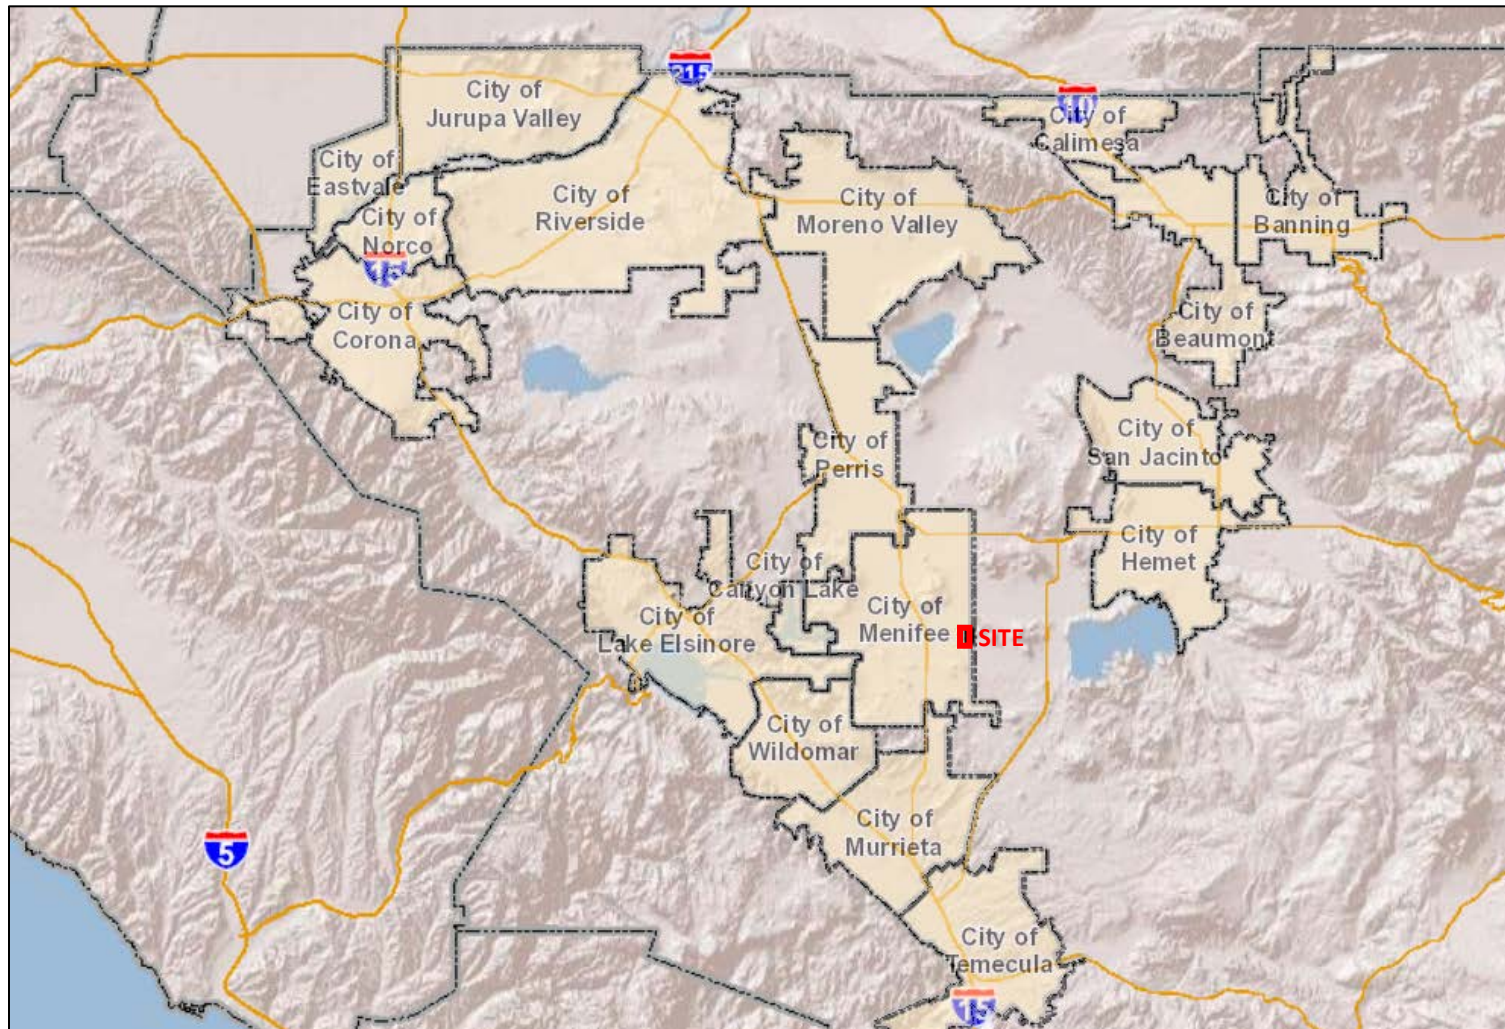 215
10
City of
Jurupa Valley
City of
Calimesa
City of
Eastvale
City of
Riverside
City of
Moreno Valley
City of
Banning
City of
Norco
15
City of
Corona
City of
Beaumont
City of
San Jacinto
City of
Perris
City of
Hemet
City of
Canyon Lake
City of
Menifee
SITE
City of
Lake Elsinore
City of
Wildomar
City of
Murrieta
5
City of
Temecula
15